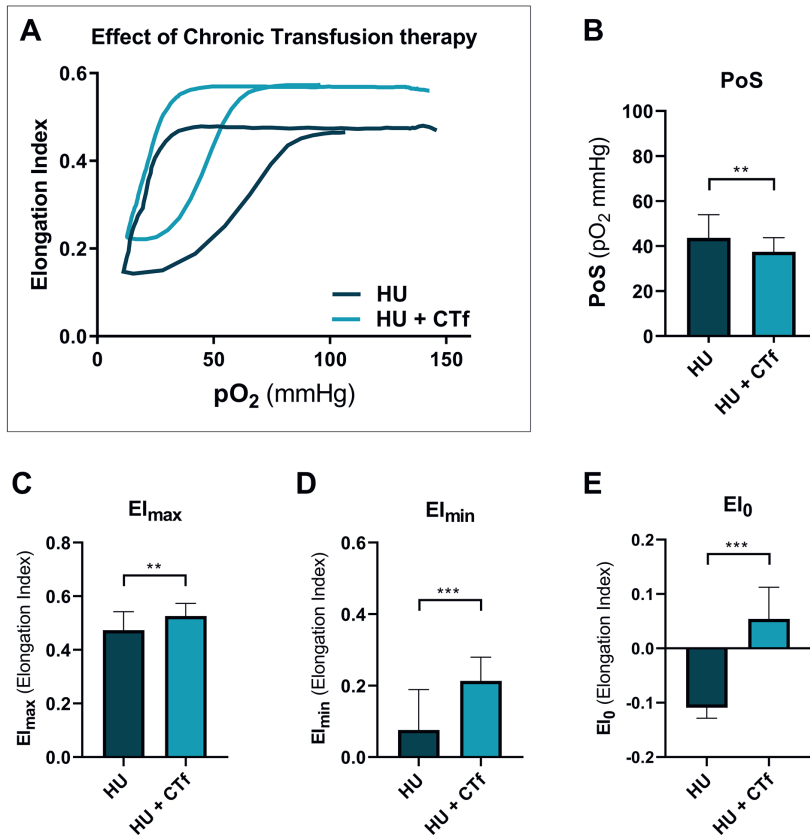 A
Effect of Chronic Transfusion therapy
Elongation Index
0.6
0.4
0.2
0.0
0
50
100
150
pO2 (mmHg)
HU
HU + CTf
B
PoS
PoS (pO2 mmHg)
100
80
60
40
20
0
**
HU
HU + CTf
C
EImax
EImax (Elongation Index)
0.8
0.6
0.4
0.2
0.0
**
HU
HU + CTf
D
EImin
EImin (Elongation Index)
0.6
0.4
0.2
0.0
***
HU
HU + CTf
E
EI0
EI0 (Elongation Index)
0.2
0.1
0.0
-0.1
-0.2
***
HU
HU + CTf